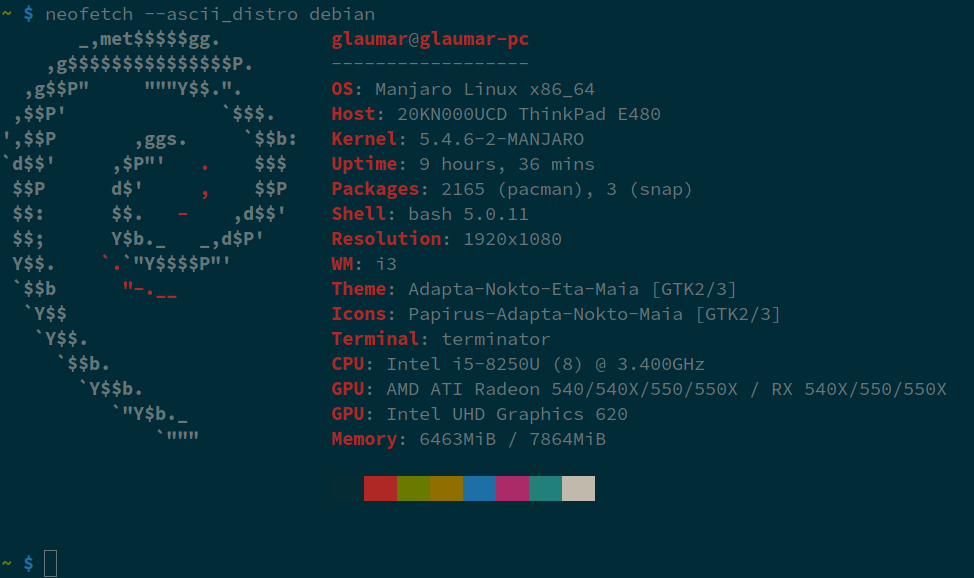 ~ $ neofetch --ascii_distro debian
       _,met$$$$$gg.          glaumar@glaumar-pc
    ,g$$$$$$$$$$$$$$$P.       ------------------
  ,g$$P"     """Y$$.".        OS: Manjaro Linux x86_64
 ,$$P'              `$$$.     Host: 20KN000UCD ThinkPad E480
',$$P       ,ggs.     `$$b:   Kernel: 5.4.6-2-MANJARO
`d$$'     ,$P"'   .    $$$    Uptime: 9 hours, 36 mins
 $$P      d$'     ,    $$P    Packages: 2165 (pacman), 3 (snap)
 $$:      $$.   -    ,d$$'    Shell: bash 5.0.11
 $$;      Y$b._   _,d$P'      Resolution: 1920x1080
 Y$$.    `.`"Y$$$$P"'         WM: i3
 `$$b      "-.__              Theme: Adapta-Nokto-Eta-Maia [GTK2/3]
  `Y$$                        Icons: Papirus-Adapta-Nokto-Maia [GTK2/3]
   `Y$$.                      Terminal: terminator
     `$$b.                    CPU: Intel i5-8250U (8) @ 3.400GHz
       `Y$$b.                 GPU: AMD ATI Radeon 540/540X/550/550X / RX 540X/550/550X
          `"Y$b._             GPU: Intel UHD Graphics 620
              `"""            Memory: 6463MiB / 7864MiB
~ $